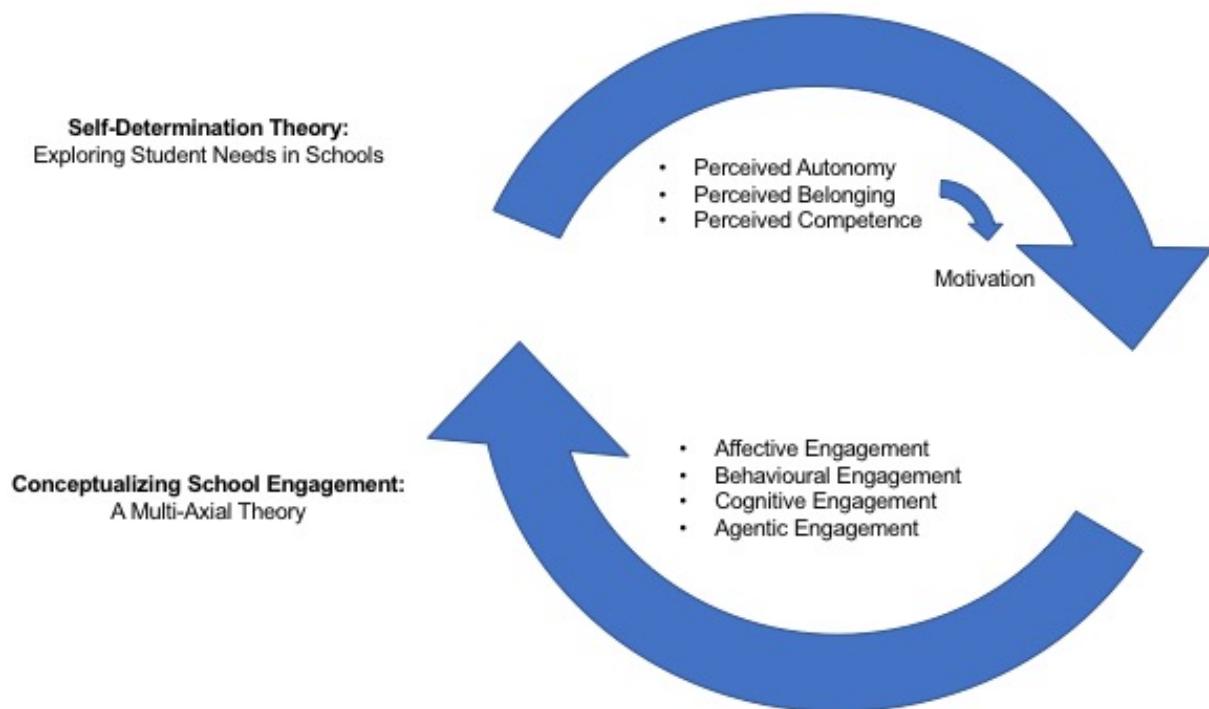 Self-Determination Theory:
Exploring Student Needs in Schools
• Perceived Autonomy
• Perceived Belonging
• Perceived Competence
Motivation
Conceptualizing School Engagement:
A Multi-Axial Theory
• Affective Engagement
• Behavioural Engagement
• Cognitive Engagement
• Agentic Engagement